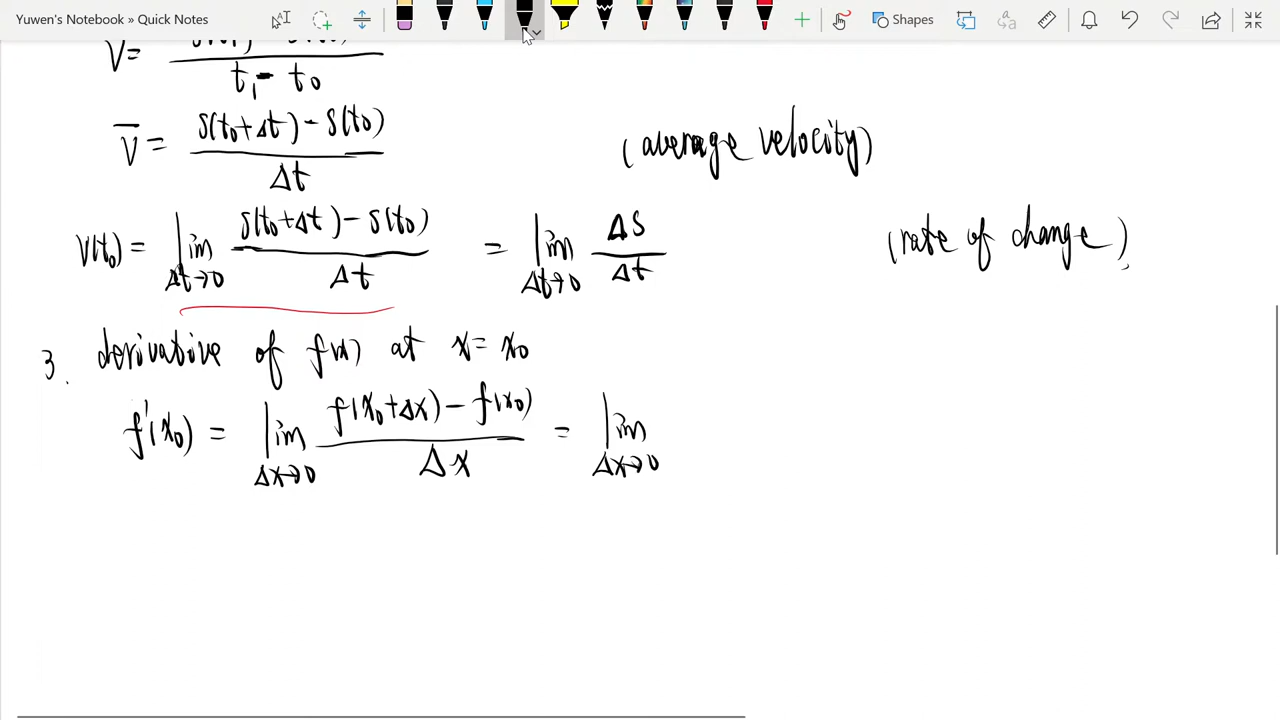 Yuwen's Notebook » Quick Notes Shapes
V = / t₁ - t₀
V̅ = S(t₀+Δt) - S(t₀) / Δt (average velocity)
V(t₀) = lim Δt→0 S(t₀+Δt) - S(t₀) / Δt = lim Δt→0 ΔS / Δt (rate of change).
3. derivative of f(x) at x = x₀
f'(x₀) = lim Δx→0 f(x₀+Δx) - f(x₀) / Δx = lim Δx→0